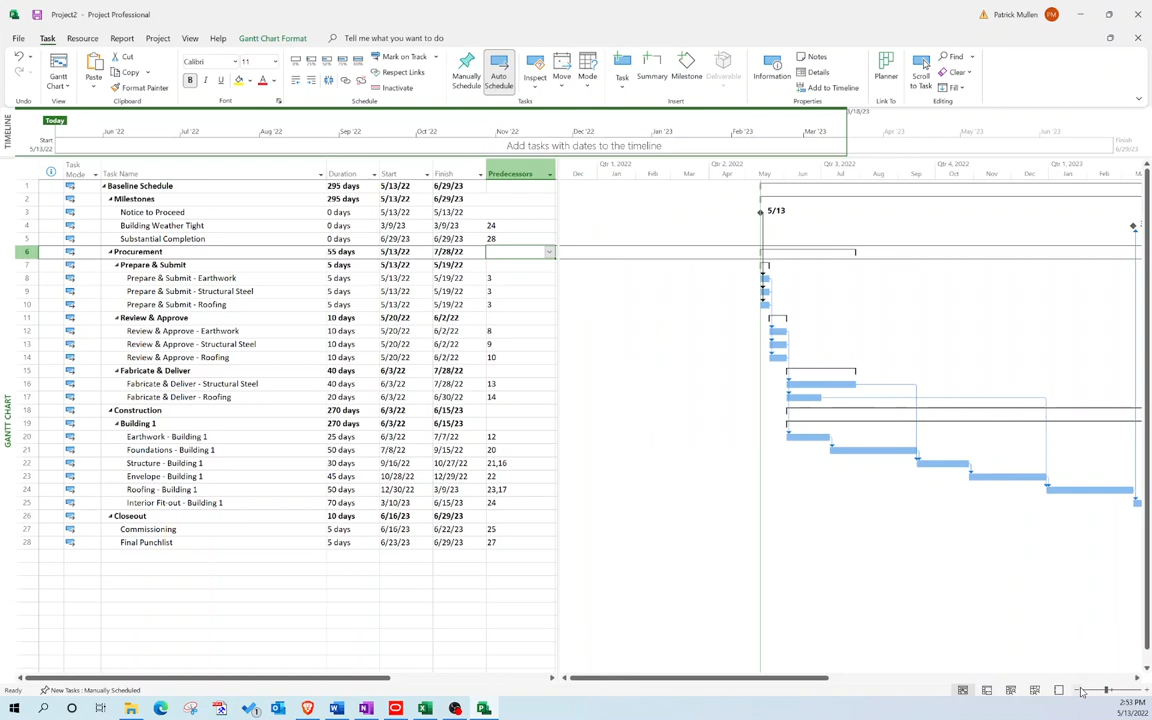 Project2 - Project Professional
Patrick Mullen PM
File Task Resource Project View Report Help Gantt Chart Format Tell me what you want to do
Gantt Chart
Paste
Cut
Copy
Format Painter
Calibri 11
B I U A
Mark on Track
Respect Links
Inactivate
Manually Schedule
Auto Schedule
Inspect
Move
Mode
Task
Summary
Milestone
Deliverable
Information
Notes
Details
Add to Timeline
Planner
Scroll to Task
Find
Clear
Fill
Undo Clipboard Font Schedule Tasks Insert Properties Link To Editing
TIMELINE
Today
3/18/23
Start
5/13/22
Jun '22 Jul '22 Aug '22 Sep '22 Oct '22 Nov '22 Dec '22 Jan '23 Feb '23 Mar '23 Apr '23 May '23 Jun '23
Finish
6/29/23
Add tasks with dates to the timeline
Task Mode Task Name Duration Start Finish Predecessors
Qtr 1, 2022 Qtr 2, 2022 Qtr 3, 2022 Qtr 4, 2022 Qtr 1, 2023
Dec Jan Feb Mar Apr May Jun Jul Aug Sep Oct Nov Dec Jan Feb
1 Baseline Schedule 295 days 5/13/22 6/29/23
2 Milestones 295 days 5/13/22 6/29/23
3 Notice to Proceed 0 days 5/13/22 5/13/22 5/13
4 Building Weather Tight 0 days 3/9/23 3/9/23 24
5 Substantial Completion 0 days 6/29/23 6/29/23 28
6 Procurement 55 days 5/13/22 7/28/22
7 Prepare & Submit 5 days 5/13/22 5/19/22
8 Prepare & Submit - Earthwork 5 days 5/13/22 5/19/22 3
9 Prepare & Submit - Structural Steel 5 days 5/13/22 5/19/22 3
10 Prepare & Submit - Roofing 5 days 5/13/22 5/19/22 3
11 Review & Approve 10 days 5/20/22 6/2/22
12 Review & Approve - Earthwork 10 days 5/20/22 6/2/22 8
13 Review & Approve - Structural Steel 10 days 5/20/22 6/2/22 9
14 Review & Approve - Roofing 10 days 5/20/22 6/2/22 10
15 Fabricate & Deliver 40 days 6/3/22 7/28/22
16 Fabricate & Deliver - Structural Steel 40 days 6/3/22 7/28/22 13
17 Fabricate & Deliver - Roofing 20 days 6/3/22 6/30/22 14
18 Construction 270 days 6/3/22 6/15/23
19 Building 1 270 days 6/3/22 6/15/23
20 Earthwork - Building 1 25 days 6/3/22 7/7/22 12
21 Foundations - Building 1 50 days 7/8/22 9/15/22 20
22 Structure - Building 1 30 days 9/16/22 10/27/22 21,16
23 Envelope - Building 1 45 days 10/28/22 12/29/22 22
24 Roofing - Building 1 50 days 12/30/22 3/9/23 23,17
25 Interior Fit-out - Building 1 70 days 3/10/23 6/15/23 24
26 Closeout 10 days 6/16/23 6/29/23
27 Commissioning 5 days 6/16/23 6/22/23 25
28 Final Punchlist 5 days 6/23/23 6/29/23 27
GANTT CHART
Ready New Tasks : Manually Scheduled
2:53 PM
5/13/2022